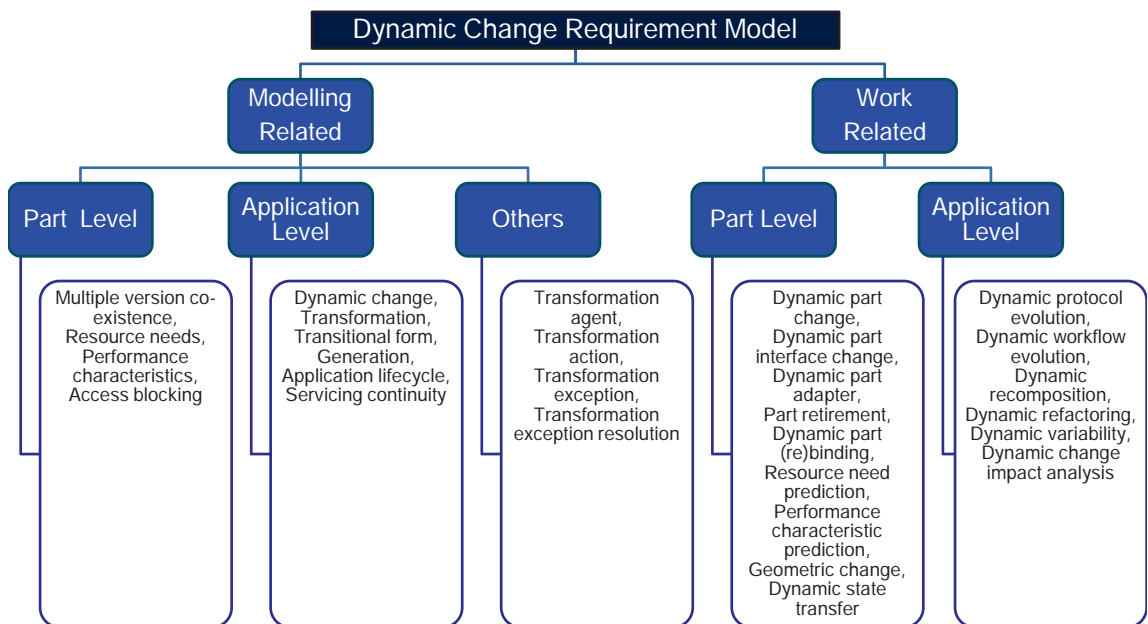 Dynamic Change Requirement Model
Modelling
Related
Work
Related
Part Level
Application
Level
Others
Part Level
Application
Level
Multiple version co-
existence,
Resource needs,
Performance
characteristics,
Access blocking
Dynamic change,
Transformation,
Transitional form,
Generation,
Application lifecycle,
Servicing continuity
Transformation
agent,
Transformation
action,
Transformation
exception,
Transformation
exception resolution
Dynamic part
change,
Dynamic part
interface change,
Dynamic part
adapter,
Part retirement,
Dynamic part
(re)binding,
Resource need
prediction,
Performance
characteristic
prediction,
Geometric change,
Dynamic state
transfer
Dynamic protocol
evolution,
Dynamic workflow
evolution,
Dynamic
recomposition,
Dynamic refactoring,
Dynamic variability,
Dynamic change
impact analysis